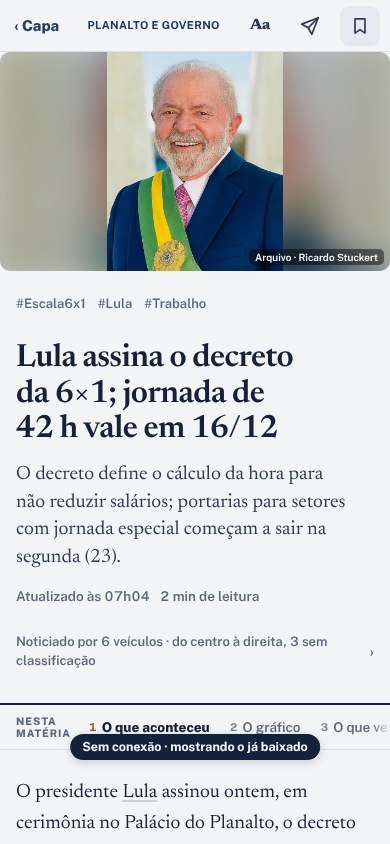 ‹ Capa
PLANALTO E GOVERNO
Aa
Arquivo · Ricardo Stuckert
#Escala6x1 #Lula #Trabalho
Lula assina o decreto
da 6×1; jornada de
42 h vale em 16/12
O decreto define o cálculo da hora para
não reduzir salários; portarias para setores
com jornada especial começam a sair na
segunda (23).
Atualizado às 07h04 2 min de leitura
Noticiado por 6 veículos · do centro à direita, 3 sem
classificação
›
NESTA
MATÉRIA
1 O que aconteceu 2 O gráfico 3 O que ve
Sem conexão · mostrando o já baixado
O presidente Lula assinou ontem, em
cerimônia no Palácio do Planalto, o decreto